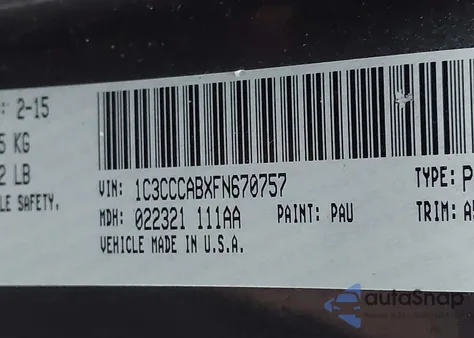 : 2-15
5 KG
2 LB
LE SAFETY.
VIN: 1C3CCCABXFN670757
TYPE: P
MDH: 022321 111AA
PAINT: PAU
TRIM: A
VEHICLE MADE IN U.S.A.
autoSnap